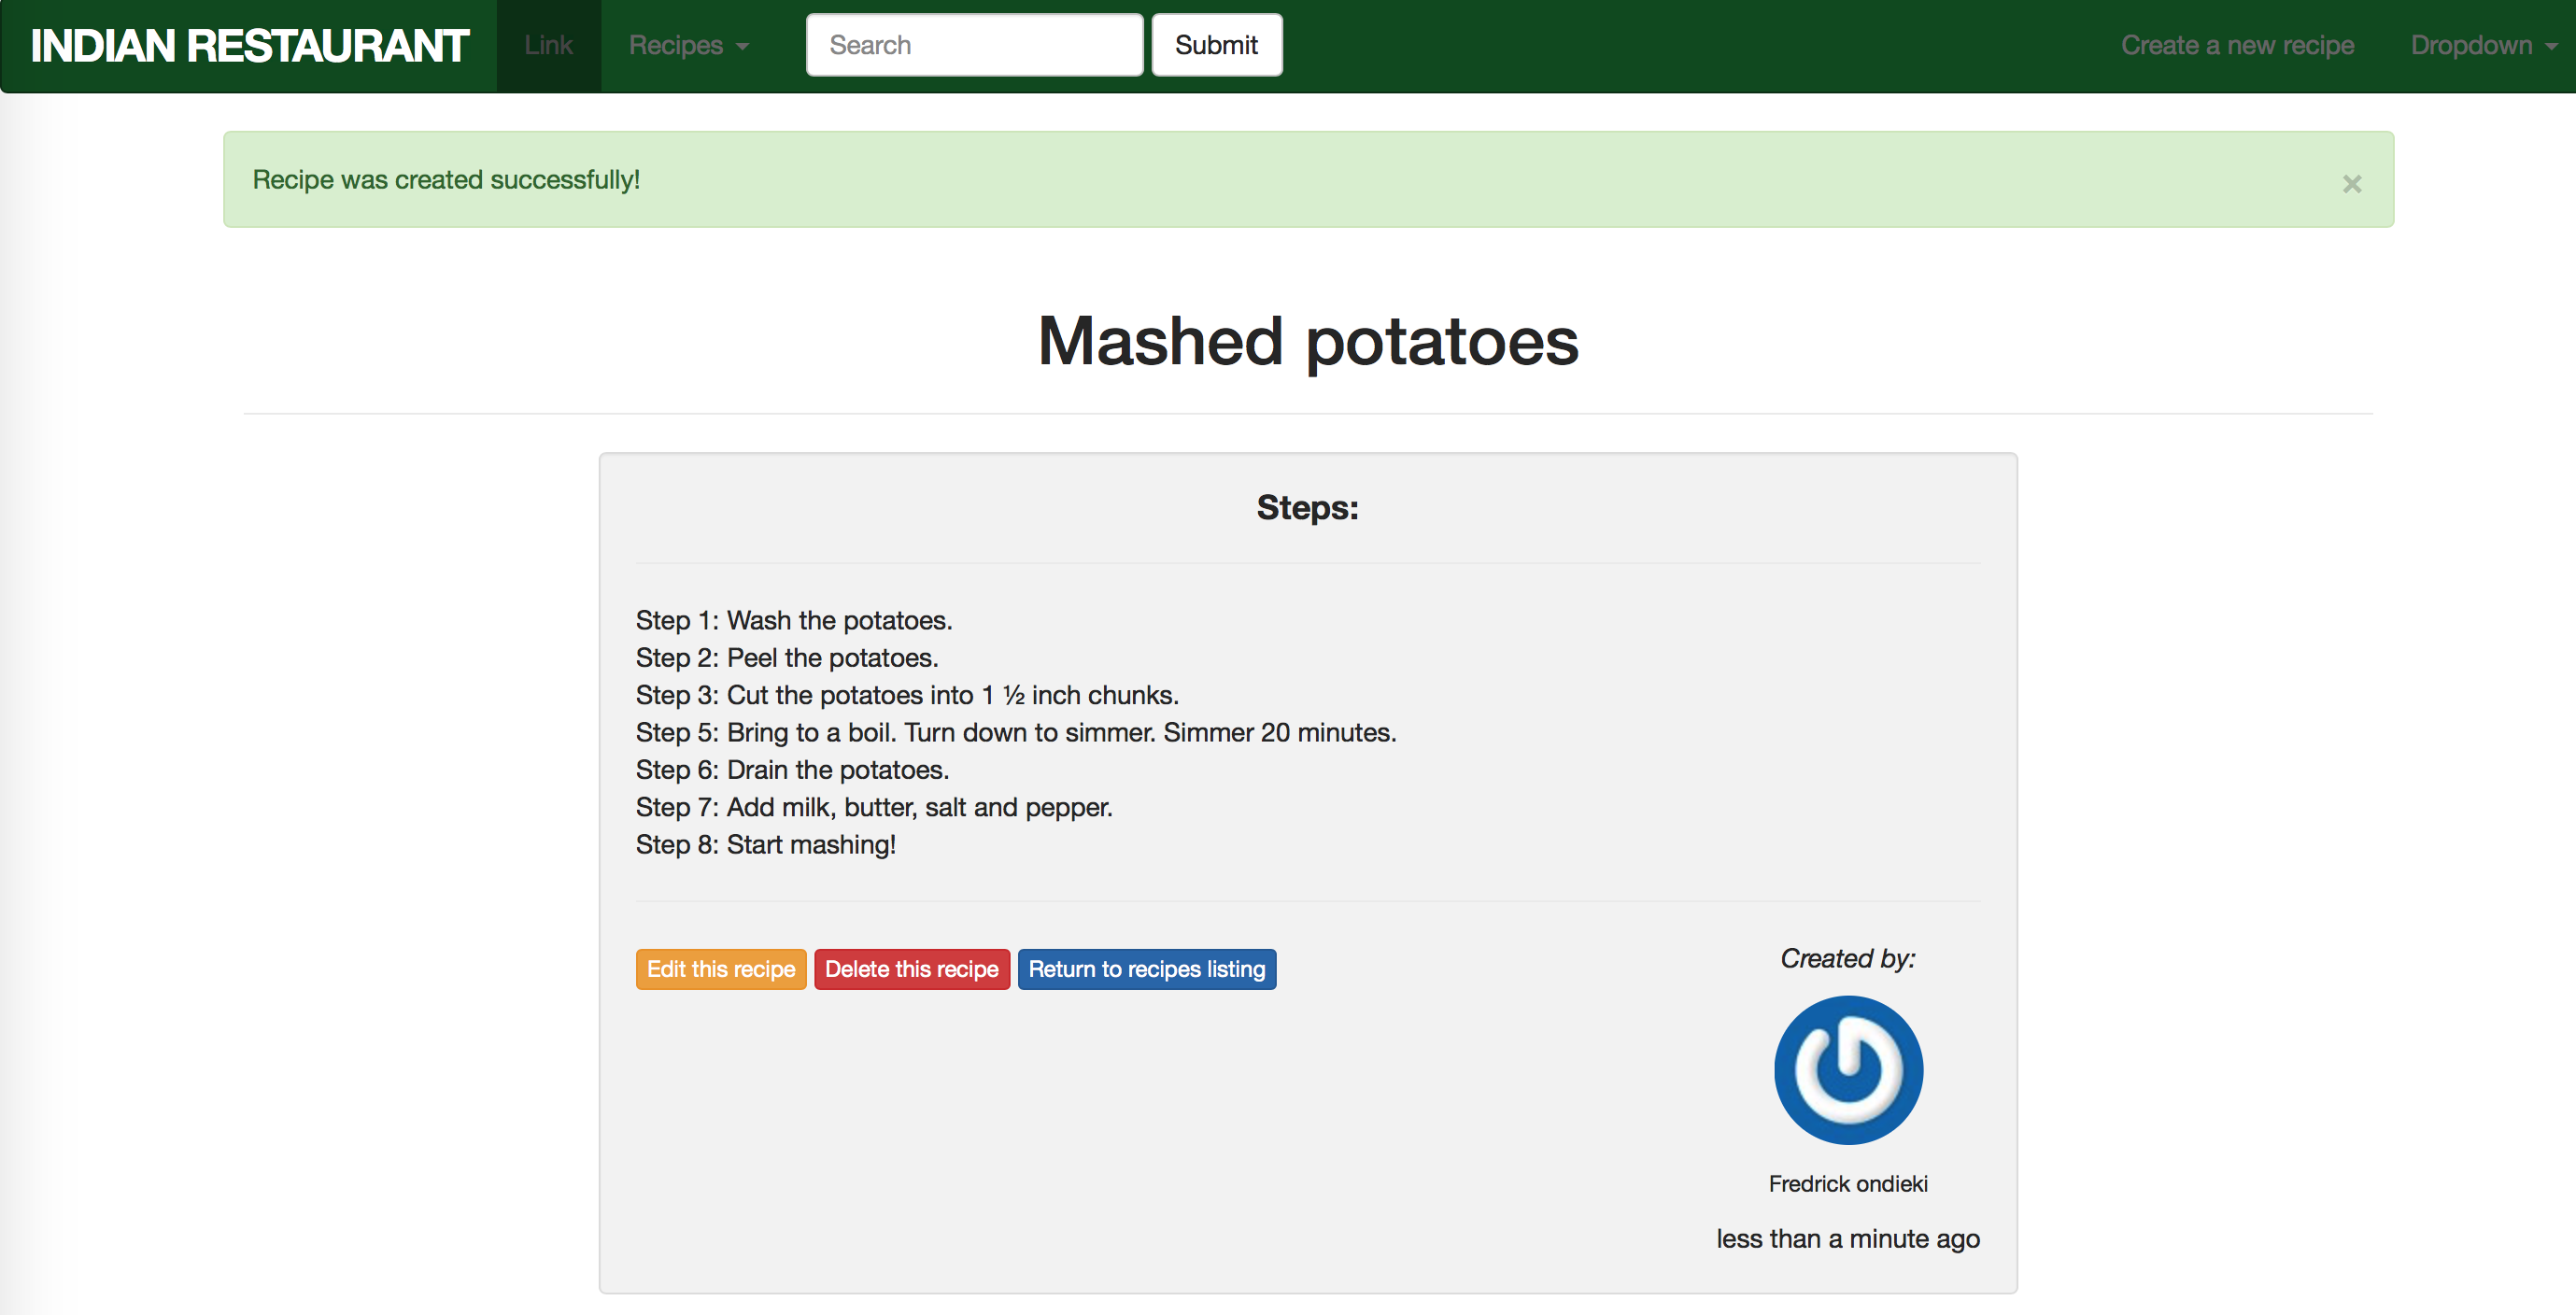 INDIAN RESTAURANT Link Recipes Search Submit Create a new recipe Dropdown
Recipe was created successfully! ×
Mashed potatoes
Steps:
Step 1: Wash the potatoes.
Step 2: Peel the potatoes.
Step 3: Cut the potatoes into 1 ½ inch chunks.
Step 5: Bring to a boil. Turn down to simmer. Simmer 20 minutes.
Step 6: Drain the potatoes.
Step 7: Add milk, butter, salt and pepper.
Step 8: Start mashing!
Edit this recipe Delete this recipe Return to recipes listing
Created by:
Fredrick ondieki
less than a minute ago